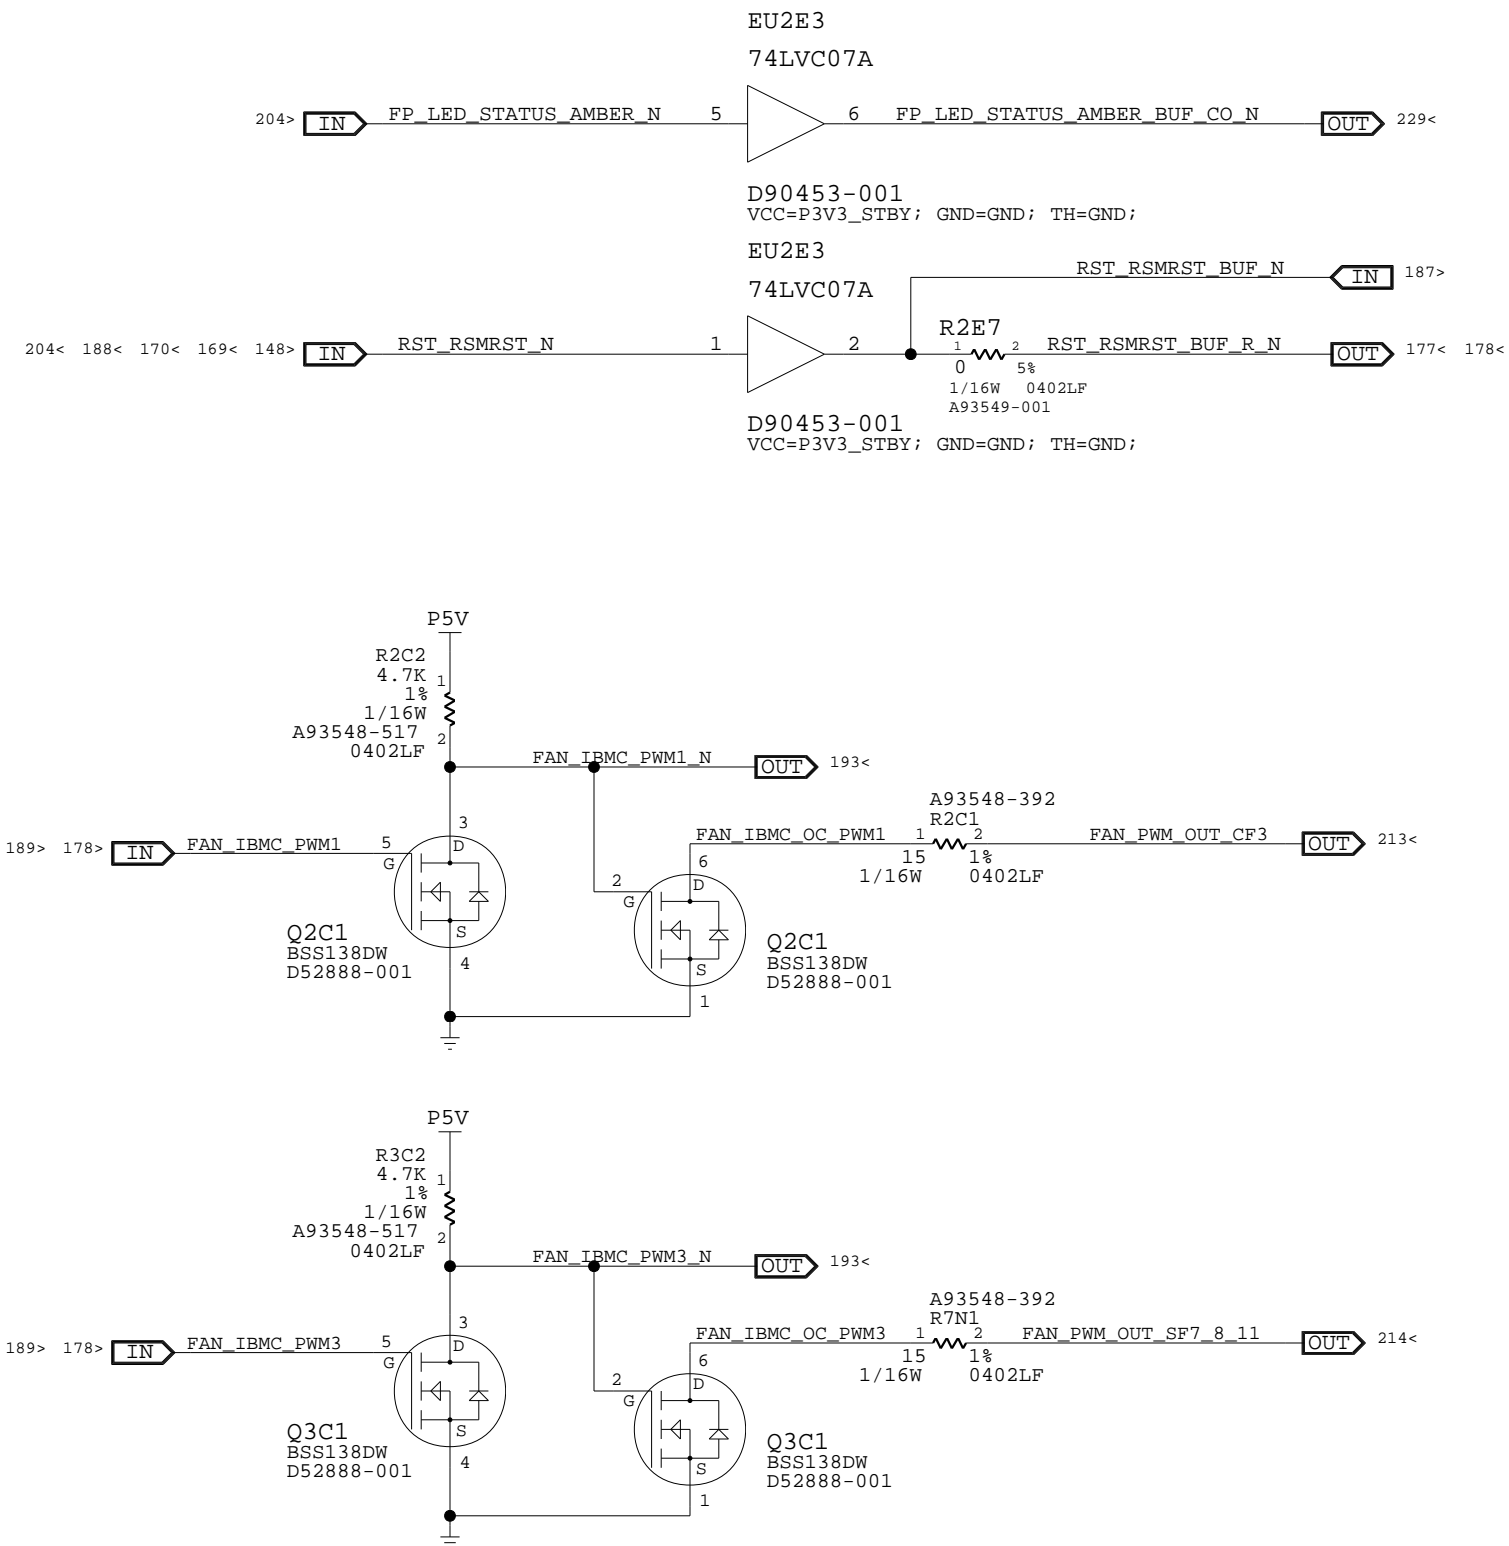 EU2E3
74LVC07A
204> IN FP_LED_STATUS_AMBER_N 5 6 FP_LED_STATUS_AMBER_BUF_CO_N OUT 229<
D90453-001
VCC=P3V3_STBY; GND=GND; TH=GND;
EU2E3
74LVC07A
RST_RSMRST_BUF_N IN 187>
204< 188< 170< 169< 148> IN RST_RSMRST_N 1 2 R2E7 1 2 RST_RSMRST_BUF_R_N OUT 177< 178<
0 5%
1/16W 0402LF
A93549-001
D90453-001
VCC=P3V3_STBY; GND=GND; TH=GND;
P5V
R2C2
4.7K 1
1%
1/16W
A93548-517
0402LF 2
FAN_IBMC_PWM1_N OUT 193<
189> 178> IN FAN_IBMC_PWM1 5 G
3
D
S
4
Q2C1
BSS138DW
D52888-001
A93548-392
R2C1
FAN_IBMC_OC_PWM1 1 2 FAN_PWM_OUT_CF3 OUT 213<
15 1%
1/16W 0402LF
6
2 G
D
S
1
Q2C1
BSS138DW
D52888-001
P5V
R3C2
4.7K 1
1%
1/16W
A93548-517
0402LF 2
FAN_IBMC_PWM3_N OUT 193<
189> 178> IN FAN_IBMC_PWM3 5 G
3
D
S
4
Q3C1
BSS138DW
D52888-001
A93548-392
R7N1
FAN_IBMC_OC_PWM3 1 2 FAN_PWM_OUT_SF7_8_11 OUT 214<
15 1%
1/16W 0402LF
6
2 G
D
S
1
Q3C1
BSS138DW
D52888-001